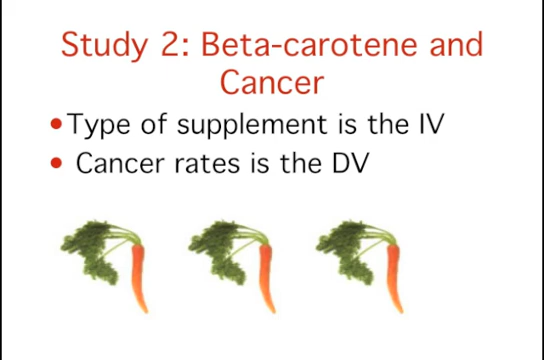 Study 2: Beta-carotene and
Cancer
•Type of supplement is the IV
• Cancer rates is the DV